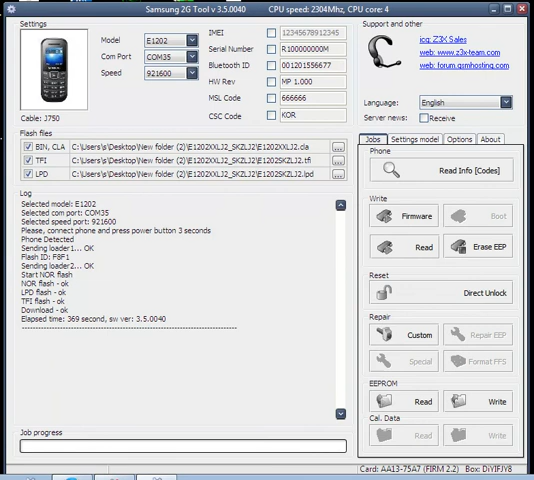 Samsung 2G Tool v 3.5.0040 CPU speed: 2304Mhz, CPU core: 4
Settings
Model E1202
Com Port COM35
Speed 921600
Cable: J750
IMEI 12345678912345
Serial Number R100000000M
Bluetooth ID 001201556677
HW Rev MP 1.000
MSL Code 666666
CSC Code KOR
Support and other
icq: Z3X Sales
web: www.z3x-team.com
web: forum.gsmhosting.com
Language: English
Server news: Receive
Flash files
BIN, CLA C:\Users\s\Desktop\New folder (2)\E1202XXLJ2_SKZLJ2\E1202XXLJ2.cla ...
TFI C:\Users\s\Desktop\New folder (2)\E1202XXLJ2_SKZLJ2\E1202SKZLJ2.tfi ...
LPD C:\Users\s\Desktop\New folder (2)\E1202XXLJ2_SKZLJ2\E1202SKZLJ2.lpd ...
Log
Selected model: E1202
Selected com port: COM35
Selected speed port: 921600
Please, connect phone and press power button 3 seconds
Phone Detected
Sending loader1... OK
Flash ID: F8F1
Sending loader2... OK
Start NOR flash
NOR flash - ok
LPD flash - ok
TFI flash - ok
Download - ok
Elapsed time: 369 second, sw ver: 3.5.0040
--------------------------------------------------------------
Job progress
Jobs Settings model Options About
Phone
Read Info [Codes]
Write
Firmware Boot
Read Erase EEP
Reset
Direct Unlock
Repair
Custom Repair EEP
Special Format FFS
EEPROM
Read Write
Cal. Data
Read Write
Card: AA13-75A7 (FIRM 2.2) Box: DiYIFJY8